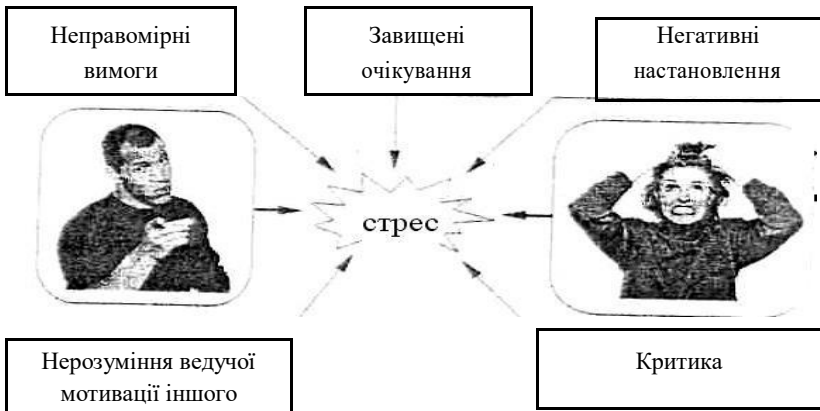 Неправомірні
вимоги
Завищені
очікування
Негативні
настановлення
стрес
Нерозуміння ведучої
мотивації іншого
Критика